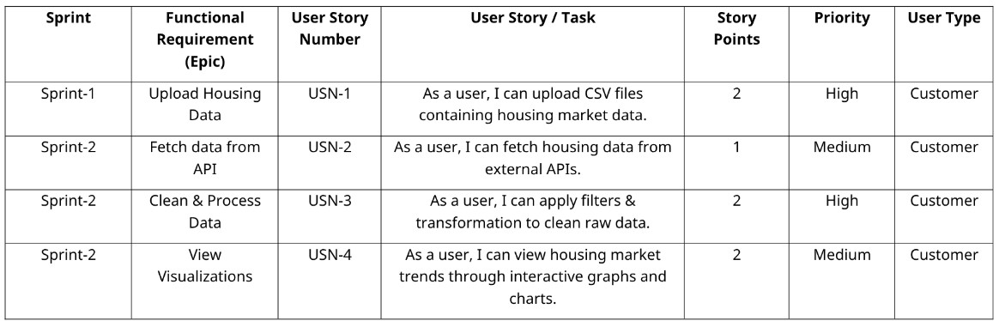 Sprint Functional Requirement (Epic) User Story Number User Story / Task Story Points Priority User Type
Sprint-1 Upload Housing Data USN-1 As a user, I can upload CSV files containing housing market data. 2 High Customer
Sprint-2 Fetch data from API USN-2 As a user, I can fetch housing data from external APIs. 1 Medium Customer
Sprint-2 Clean & Process Data USN-3 As a user, I can apply filters & transformation to clean raw data. 2 High Customer
Sprint-2 View Visualizations USN-4 As a user, I can view housing market trends through interactive graphs and charts. 2 Medium Customer